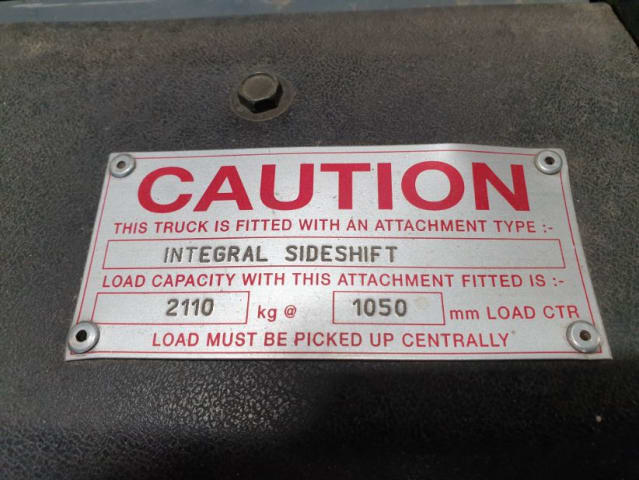 CAUTION
THIS TRUCK IS FITTED WITH AN ATTACHMENT TYPE :-
INTEGRAL SIDESHIFT
LOAD CAPACITY WITH THIS ATTACHMENT FITTED IS :-
2110 kg @ 1050 mm LOAD CTR
LOAD MUST BE PICKED UP CENTRALLY